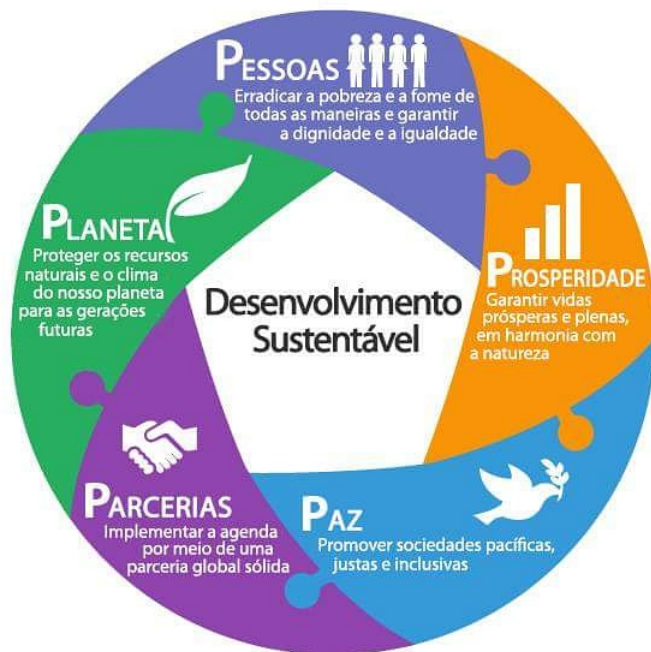 PESSOAS
Erradicar a pobreza e a fome de
todas as maneiras e garantir
a dignidade e a igualdade
PROSPERIDADE
Garantir vidas
prósperas e plenas,
em harmonia com
a natureza
PAZ
Promover sociedades pacíficas,
justas e inclusivas
PARCERIAS
Implementar a agenda
por meio de uma
parceria global sólida
PLANETA
Proteger os recursos
naturais e o clima
do nosso planeta
para as gerações
futuras
Desenvolvimento
Sustentável